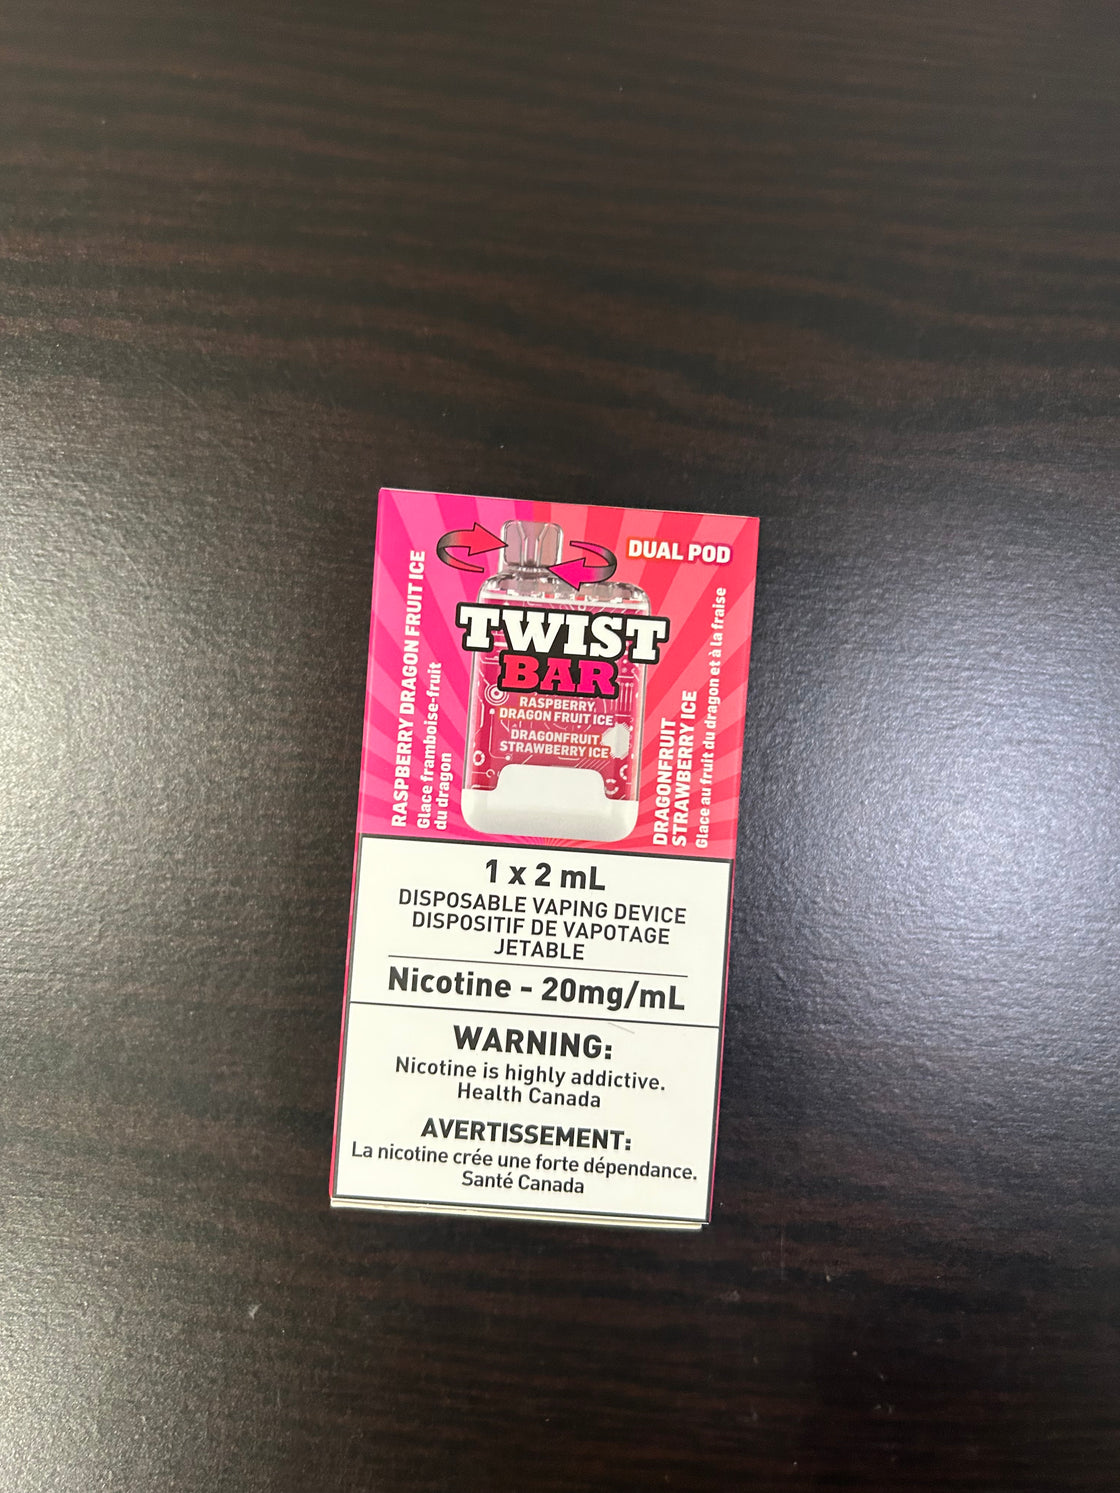 DUAL POD
RASPBERRY DRAGON FRUIT ICE
Glace framboise-fruit
du dragon
TWIST
BAR
RASPBERRY,
DRAGON FRUIT ICE
DRAGONFRUIT
STRAWBERRY ICE
DRAGONFRUIT
STRAWBERRY ICE
Glace au fruit du dragon et à la fraise
1 x 2 mL
DISPOSABLE VAPING DEVICE
DISPOSITIF DE VAPOTAGE
JETABLE
Nicotine - 20mg/mL
WARNING:
Nicotine is highly addictive.
Health Canada
AVERTISSEMENT:
La nicotine crée une forte dépendance.
Santé Canada